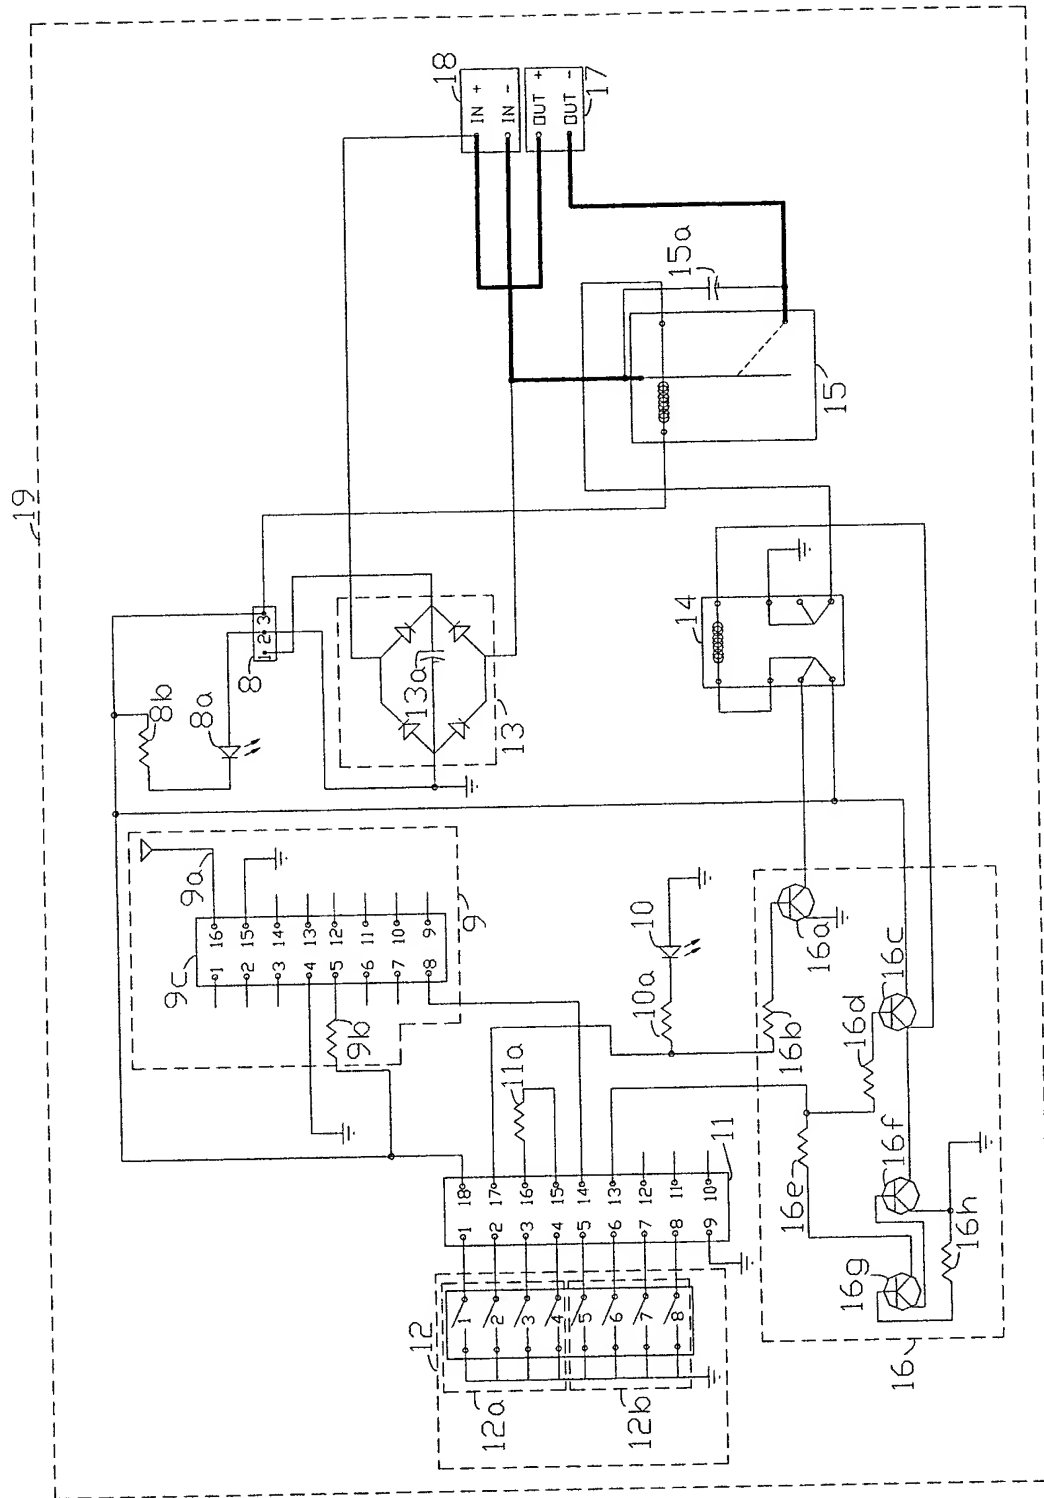 19
18
IN +
IN -
OUT +
OUT -
17
15a
15
8b
8a
8
1 2 3
13a
13
14
9a
9c
9
9b
1 16
2 15
3 14
4 13
5 12
6 11
7 10
8 9
10
10a
11a
11
1 18
2 17
3 16
4 15
5 14
6 13
7 12
8 11
9 10
12
12a
12b
1
2
3
4
5
6
7
8
16a
16b
16c
16d
16e
16f
16g
16h
16